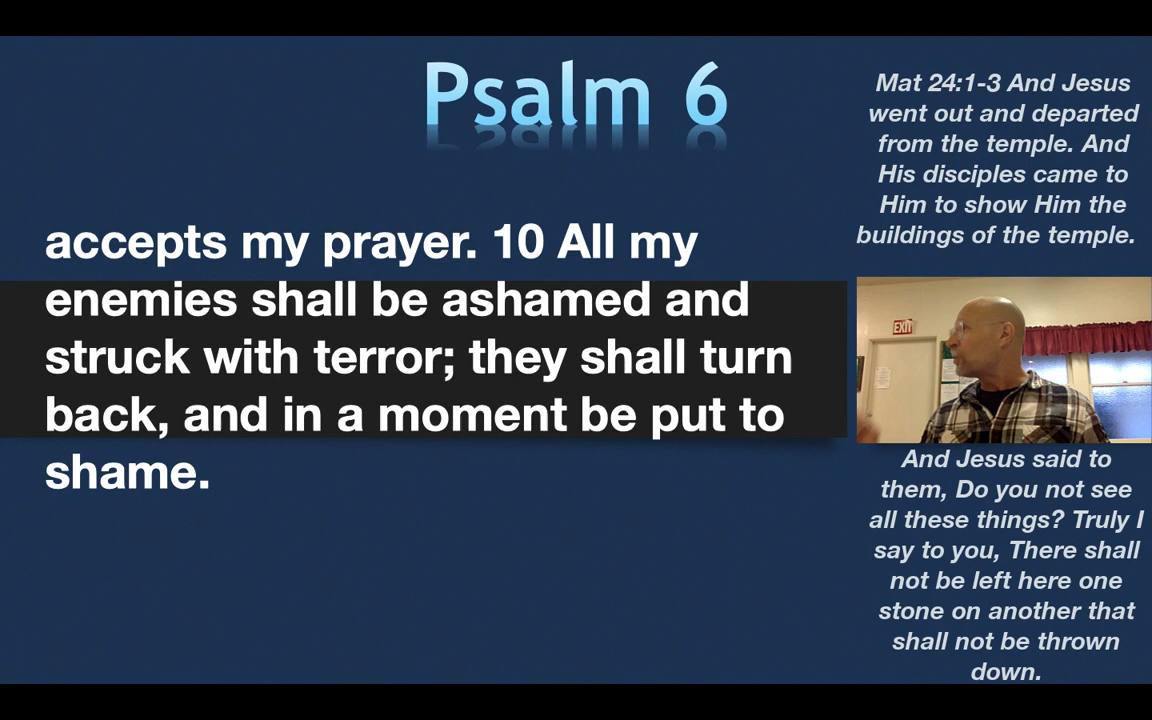 Psalm 6
accepts my prayer. 10 All my
enemies shall be ashamed and
struck with terror; they shall turn
back, and in a moment be put to
shame.
Mat 24:1-3 And Jesus
went out and departed
from the temple. And
His disciples came to
Him to show Him the
buildings of the temple.
EXIT
And Jesus said to
them, Do you not see
all these things? Truly I
say to you, There shall
not be left here one
stone on another that
shall not be thrown
down.